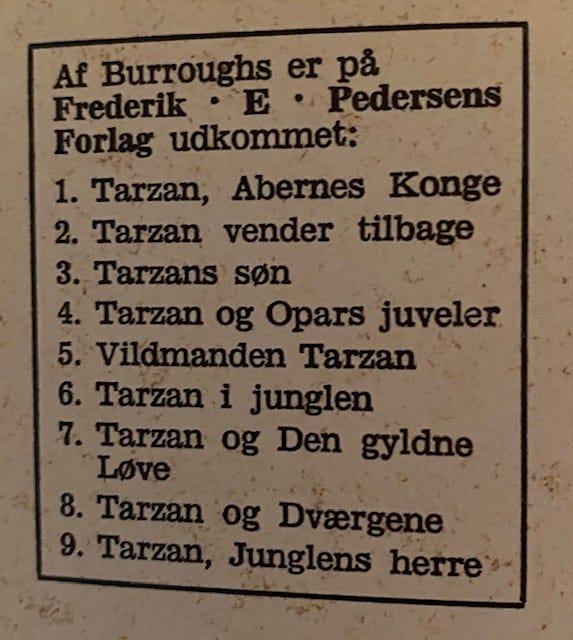 Af Burroughs er på
Frederik · E · Pedersens
Forlag udkommet:
1. Tarzan, Abernes Konge
2. Tarzan vender tilbage
3. Tarzans søn
4. Tarzan og Opars juveler
5. Vildmanden Tarzan
6. Tarzan i junglen
7. Tarzan og Den gyldne
Løve
8. Tarzan og Dværgene
9. Tarzan, Junglens herre